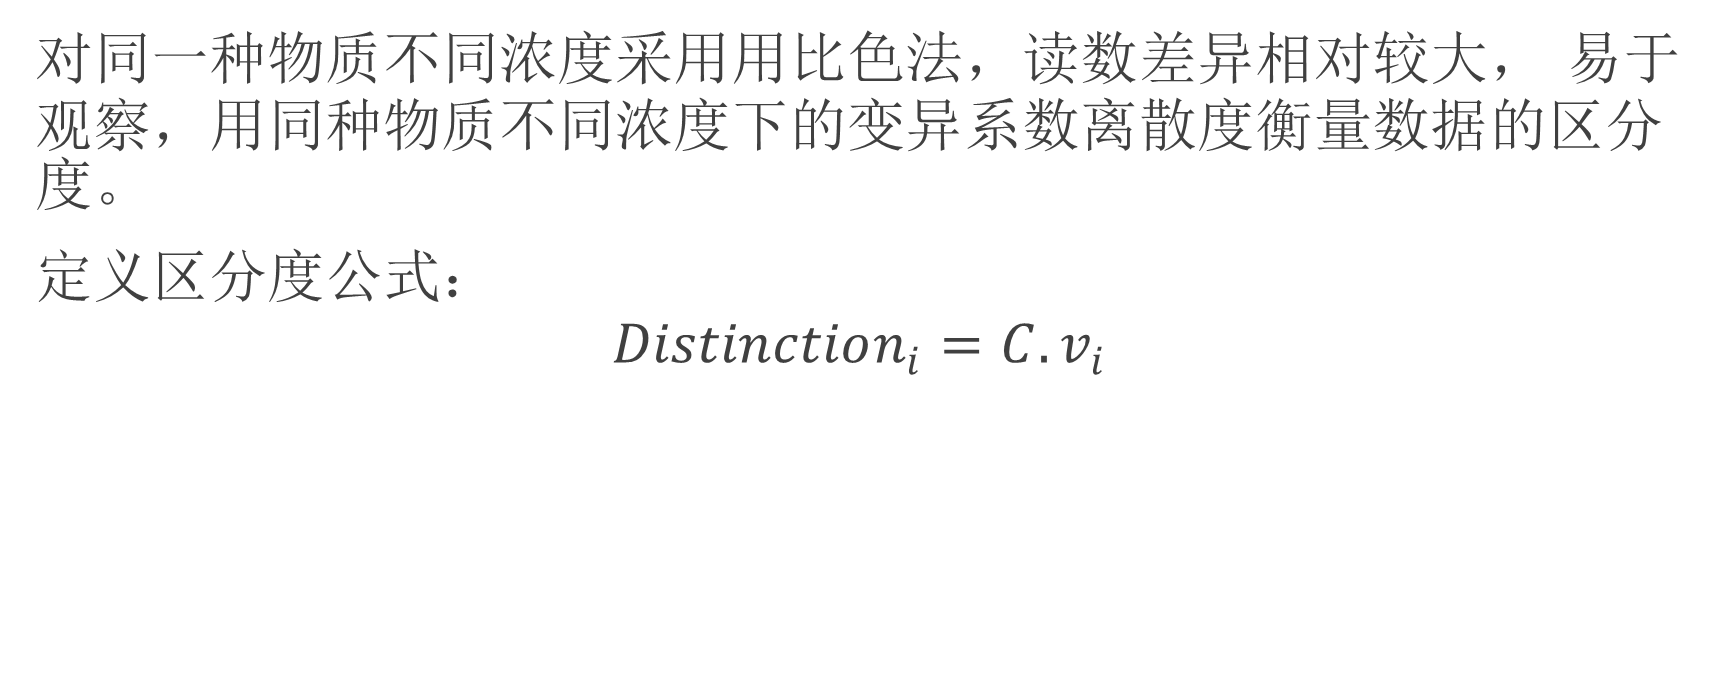 对同一种物质不同浓度采用用比色法，读数差异相对较大， 易于
观察，用同种物质不同浓度下的变异系数离散度衡量数据的区分
度。
定义区分度公式：
Distinction_i = C.v_i